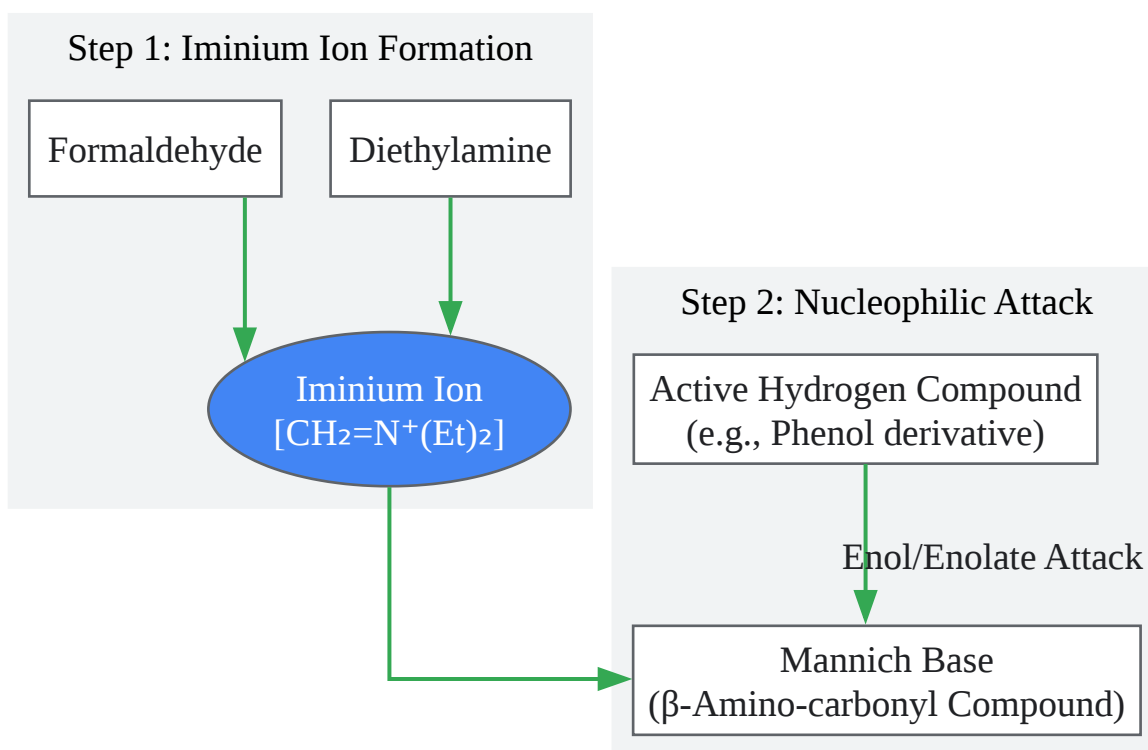 Step 1: Iminium Ion Formation
Formaldehyde
Diethylamine
Iminium Ion
[CH₂=N⁺(Et)₂]
Step 2: Nucleophilic Attack
Active Hydrogen Compound
(e.g., Phenol derivative)
Enol/Enolate Attack
Mannich Base
(β-Amino-carbonyl Compound)